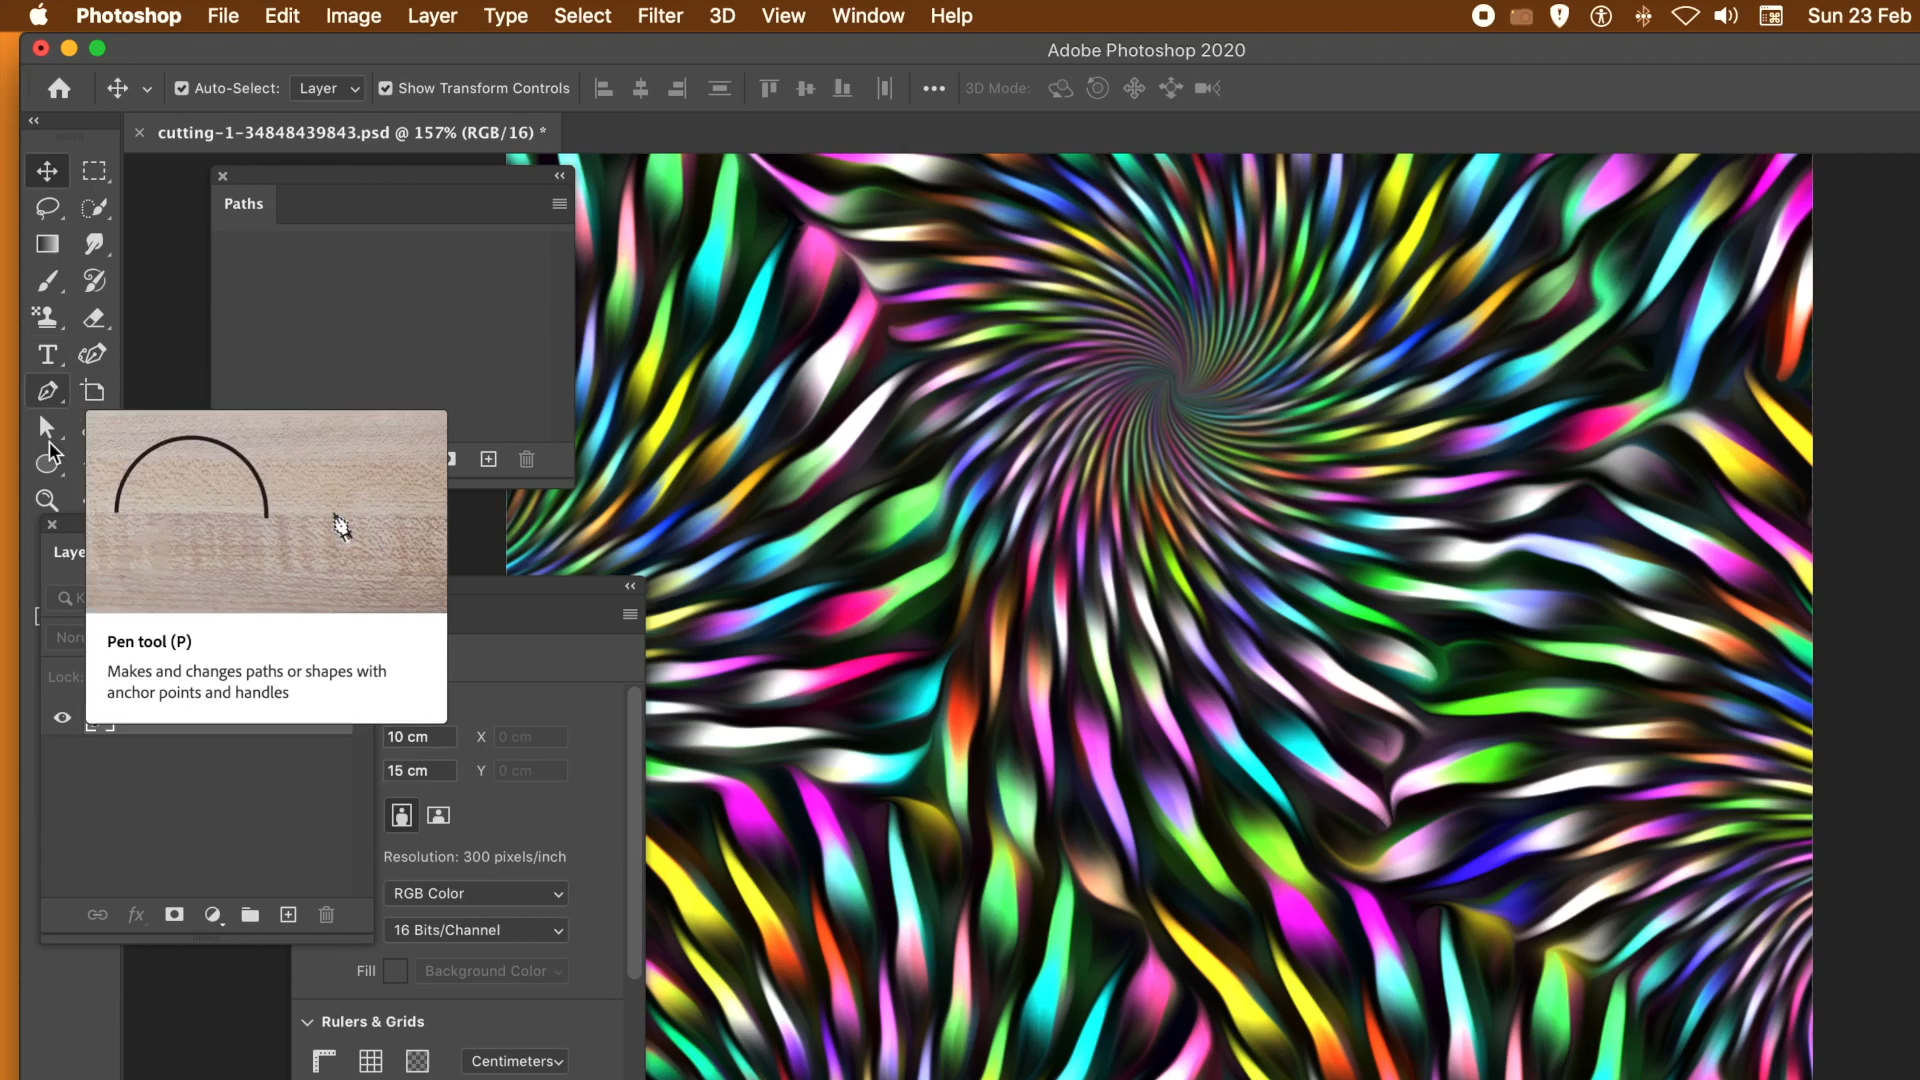 Photoshop File Edit Image Layer Type Select Filter 3D View Window Help Sun 23 Feb
Adobe Photoshop 2020
Auto-Select: Layer Show Transform Controls 3D Mode:
cutting-1-34848439843.psd @ 157% (RGB/16) *
Paths
Laye
K
Pen tool (P)
Nor
Makes and changes paths or shapes with
Lock:
anchor points and handles
10 cm X 0 cm
15 cm Y 0 cm
Resolution: 300 pixels/inch
RGB Color
fx
16 Bits/Channel
Fill Background Color
Rulers & Grids
Centimeters